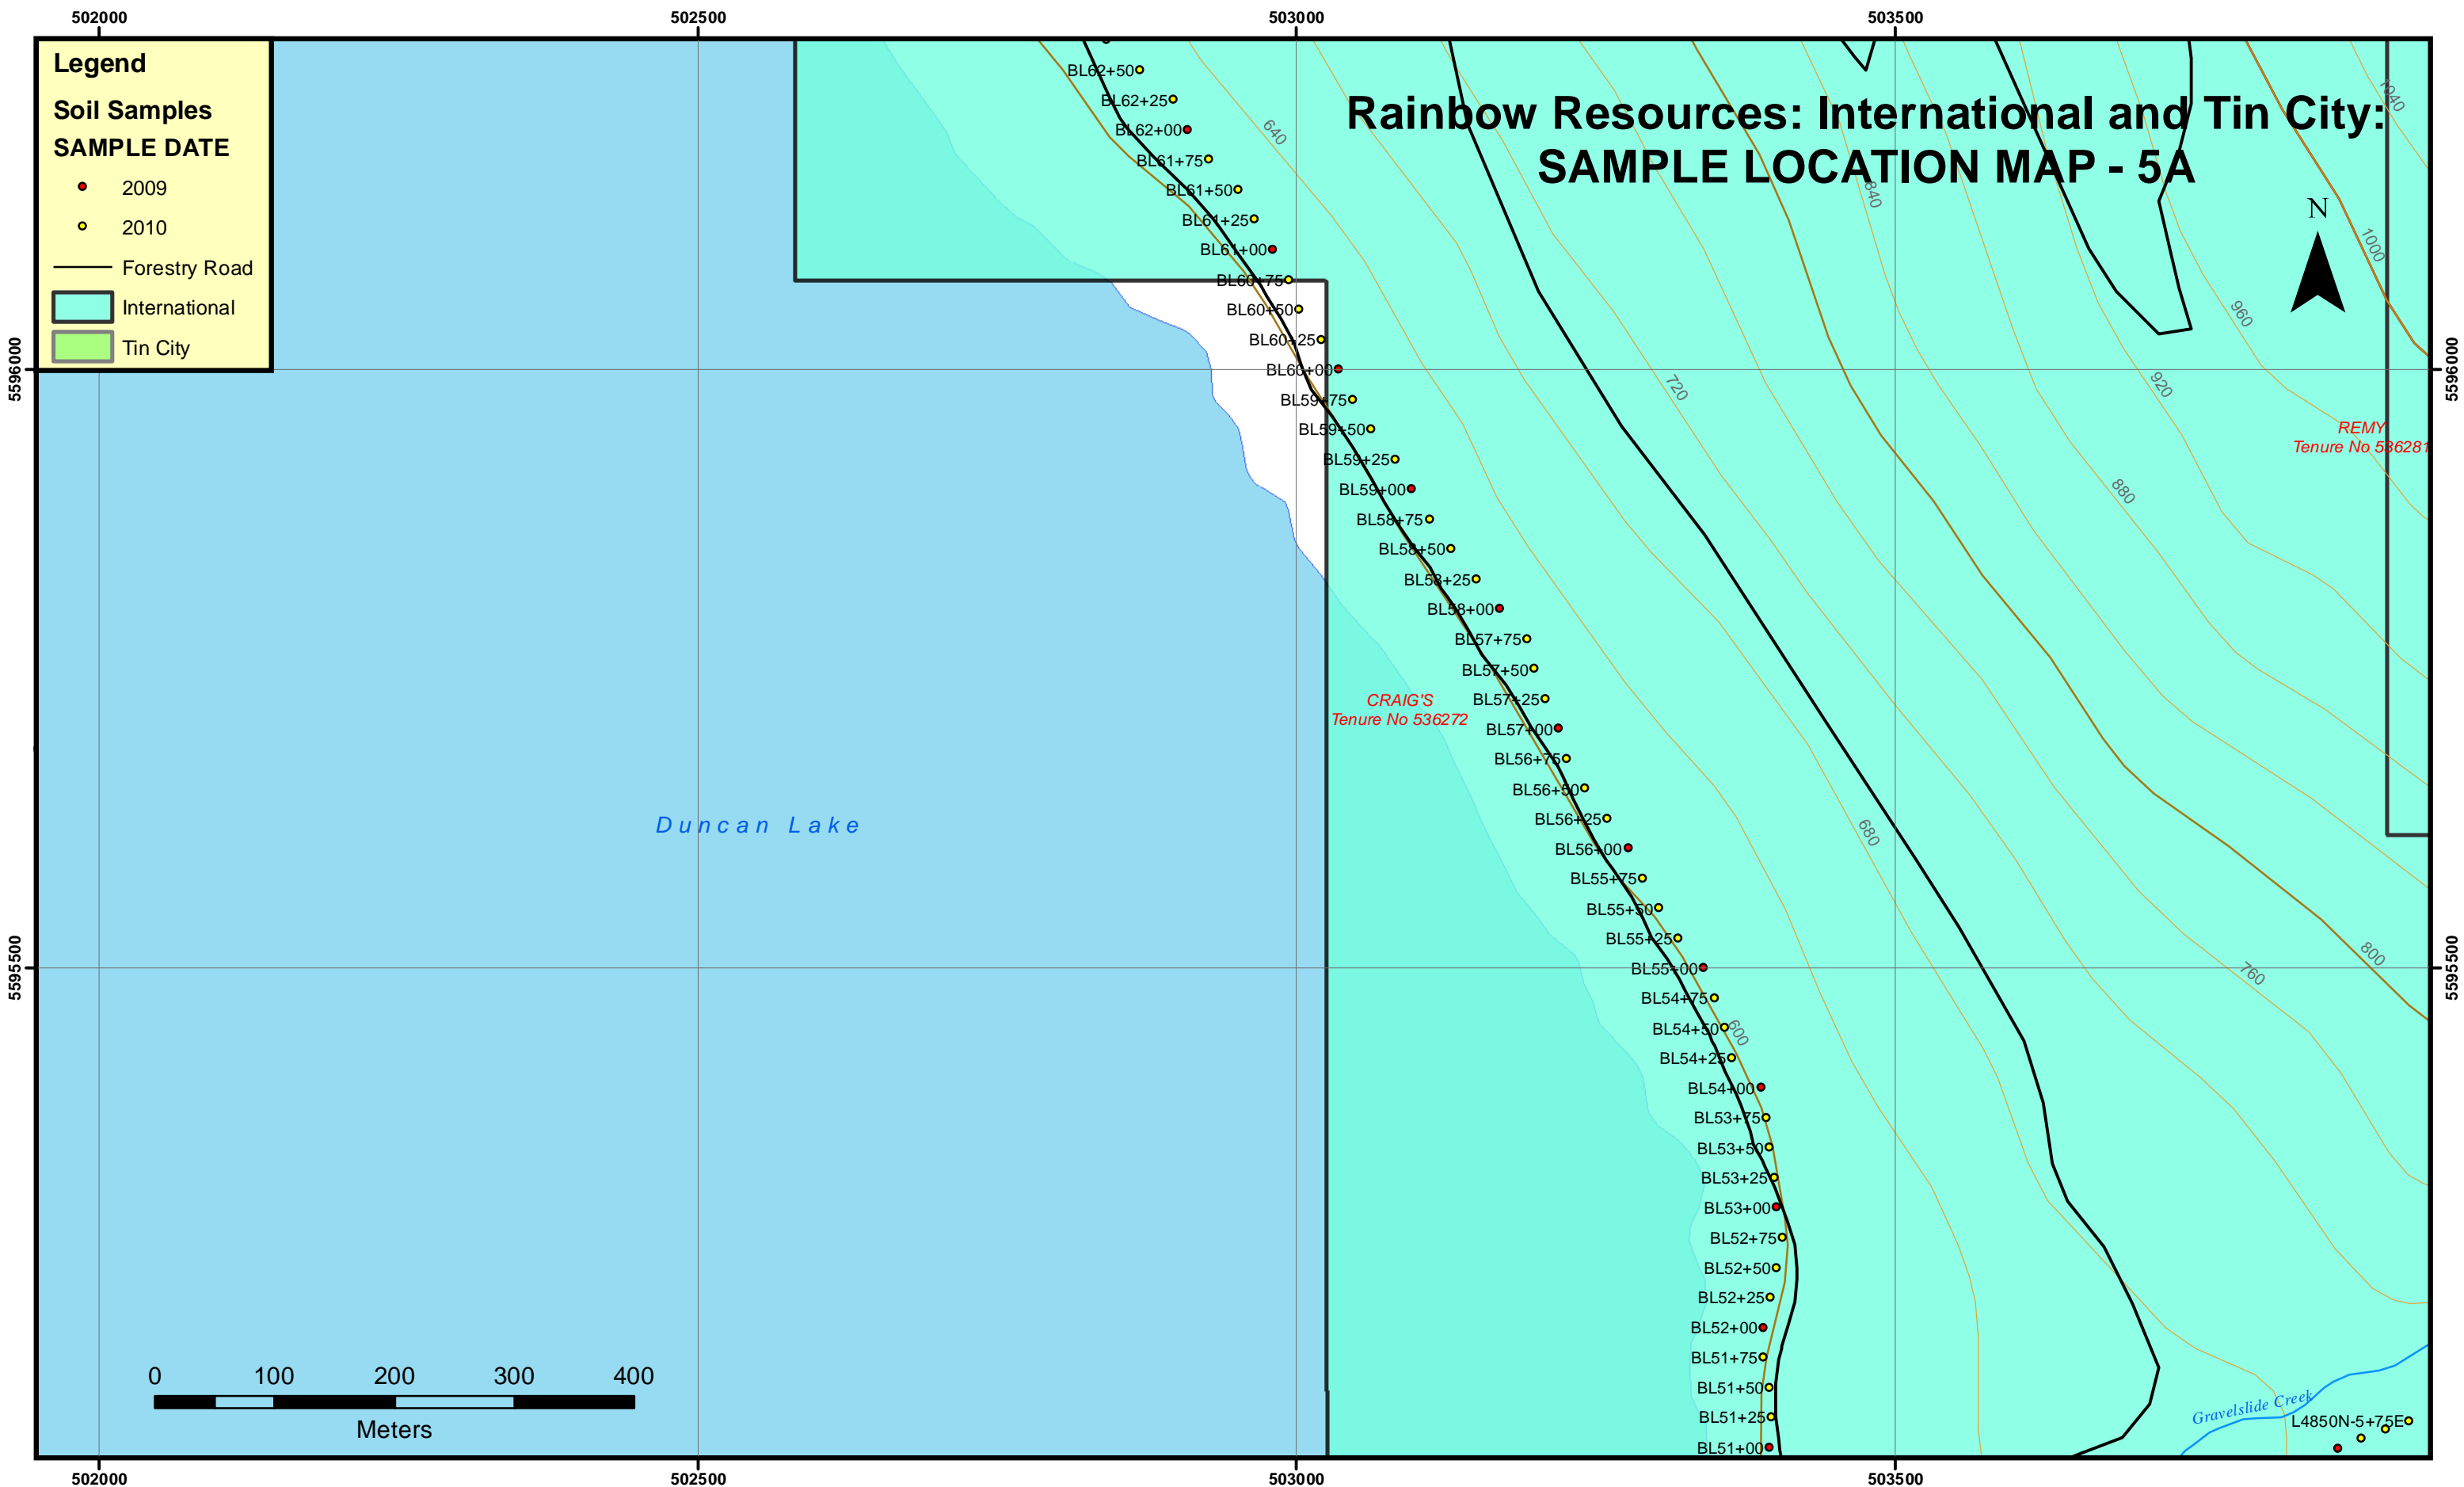 502000
502500
503000
503500
Legend
Soil Samples
SAMPLE DATE
2009
2010
Forestry Road
International
Tin City
Rainbow Resources: International and Tin City:
SAMPLE LOCATION MAP - 5A
N
BL62+50
BL62+25
BL62+00
BL61+75
BL61+50
BL61+25
BL61+00
BL60+75
BL60+50
BL60+25
BL60+00
BL59+75
BL59+50
BL59+25
BL59+00
BL58+75
BL58+50
BL58+25
BL58+00
BL57+75
BL57+50
BL57+25
BL57+00
BL56+75
BL56+50
BL56+25
BL56+00
BL55+75
BL55+50
BL55+25
BL55+00
BL54+75
BL54+50
BL54+25
BL54+00
BL53+75
BL53+50
BL53+25
BL53+00
BL52+75
BL52+50
BL52+25
BL52+00
BL51+75
BL51+50
BL51+25
BL51+00
640
840
1040
1000
960
920
880
720
680
600
800
760
5596000
5596000
REMY
Tenure No 536281
CRAIG'S
Tenure No 536272
Duncan Lake
5595500
5595500
Gravelslide Creek
L4850N-5+75E
0 100 200 300 400
Meters
502000
502500
503000
503500